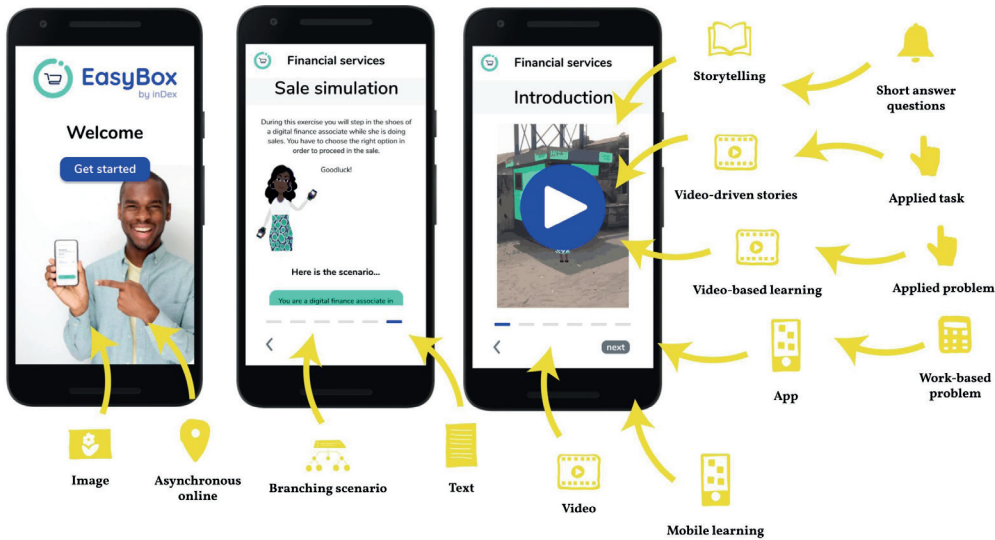 EasyBox
by inDex
Welcome
Get started
Financial services
Sale simulation
During this exercise you will step in the shoes of
a digital finance associate while she is doing
sales. You have to choose the right option in
order to proceed in the sale.
Goodluck!
Here is the scenario...
You are a digital finance associate in
Financial services
Introduction
next
Storytelling
Short answer
questions
Video-driven stories
Applied task
Video-based learning
Applied problem
App
Work-based
problem
Image
Asynchronous
online
Branching scenario
Text
Video
Mobile learning